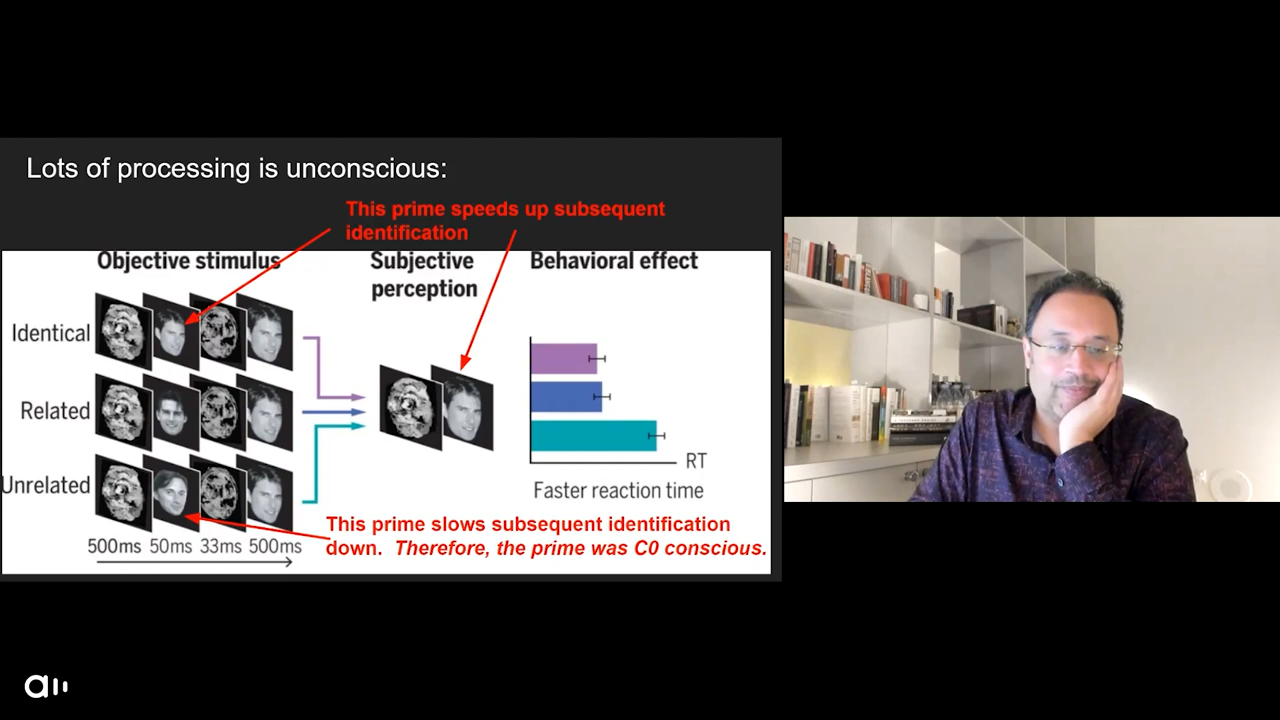 Lots of processing is unconscious:
This prime speeds up subsequent
identification
Objective stimulus
Subjective
perception
Behavioral effect
Identical
Related
Unrelated
RT
Faster reaction time
500ms 50ms 33ms 500ms
This prime slows subsequent identification
down. Therefore, the prime was C0 conscious.